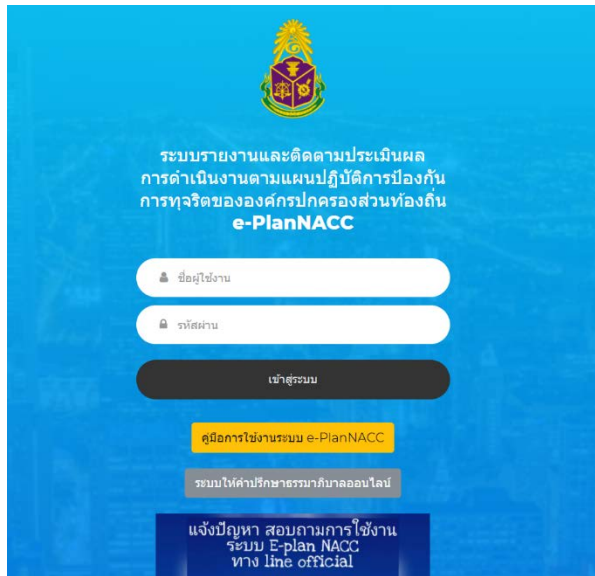 ระบบรายงานและติดตามประเมินผล
การดำเนินงานตามแผนปฏิบัติการป้องกัน
การทุจริตขององค์กรปกครองส่วนท้องถิ่น
e-PlanNACC
ชื่อผู้ใช้งาน
รหัสผ่าน
เข้าสู่ระบบ
คู่มือการใช้งานระบบ e-PlanNACC
ระบบให้คำปรึกษาธรรมาภิบาลออนไลน์
แจ้งปัญหา สอบถามการใช้งาน
ระบบ E-plan NACC
ทาง line official